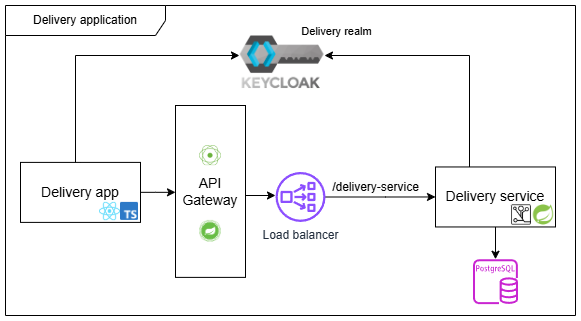 Delivery application
Delivery realm
KEYCLOAK
Delivery app
TS
API
Gateway
/delivery-service
Load balancer
Delivery service
PostgreSQL